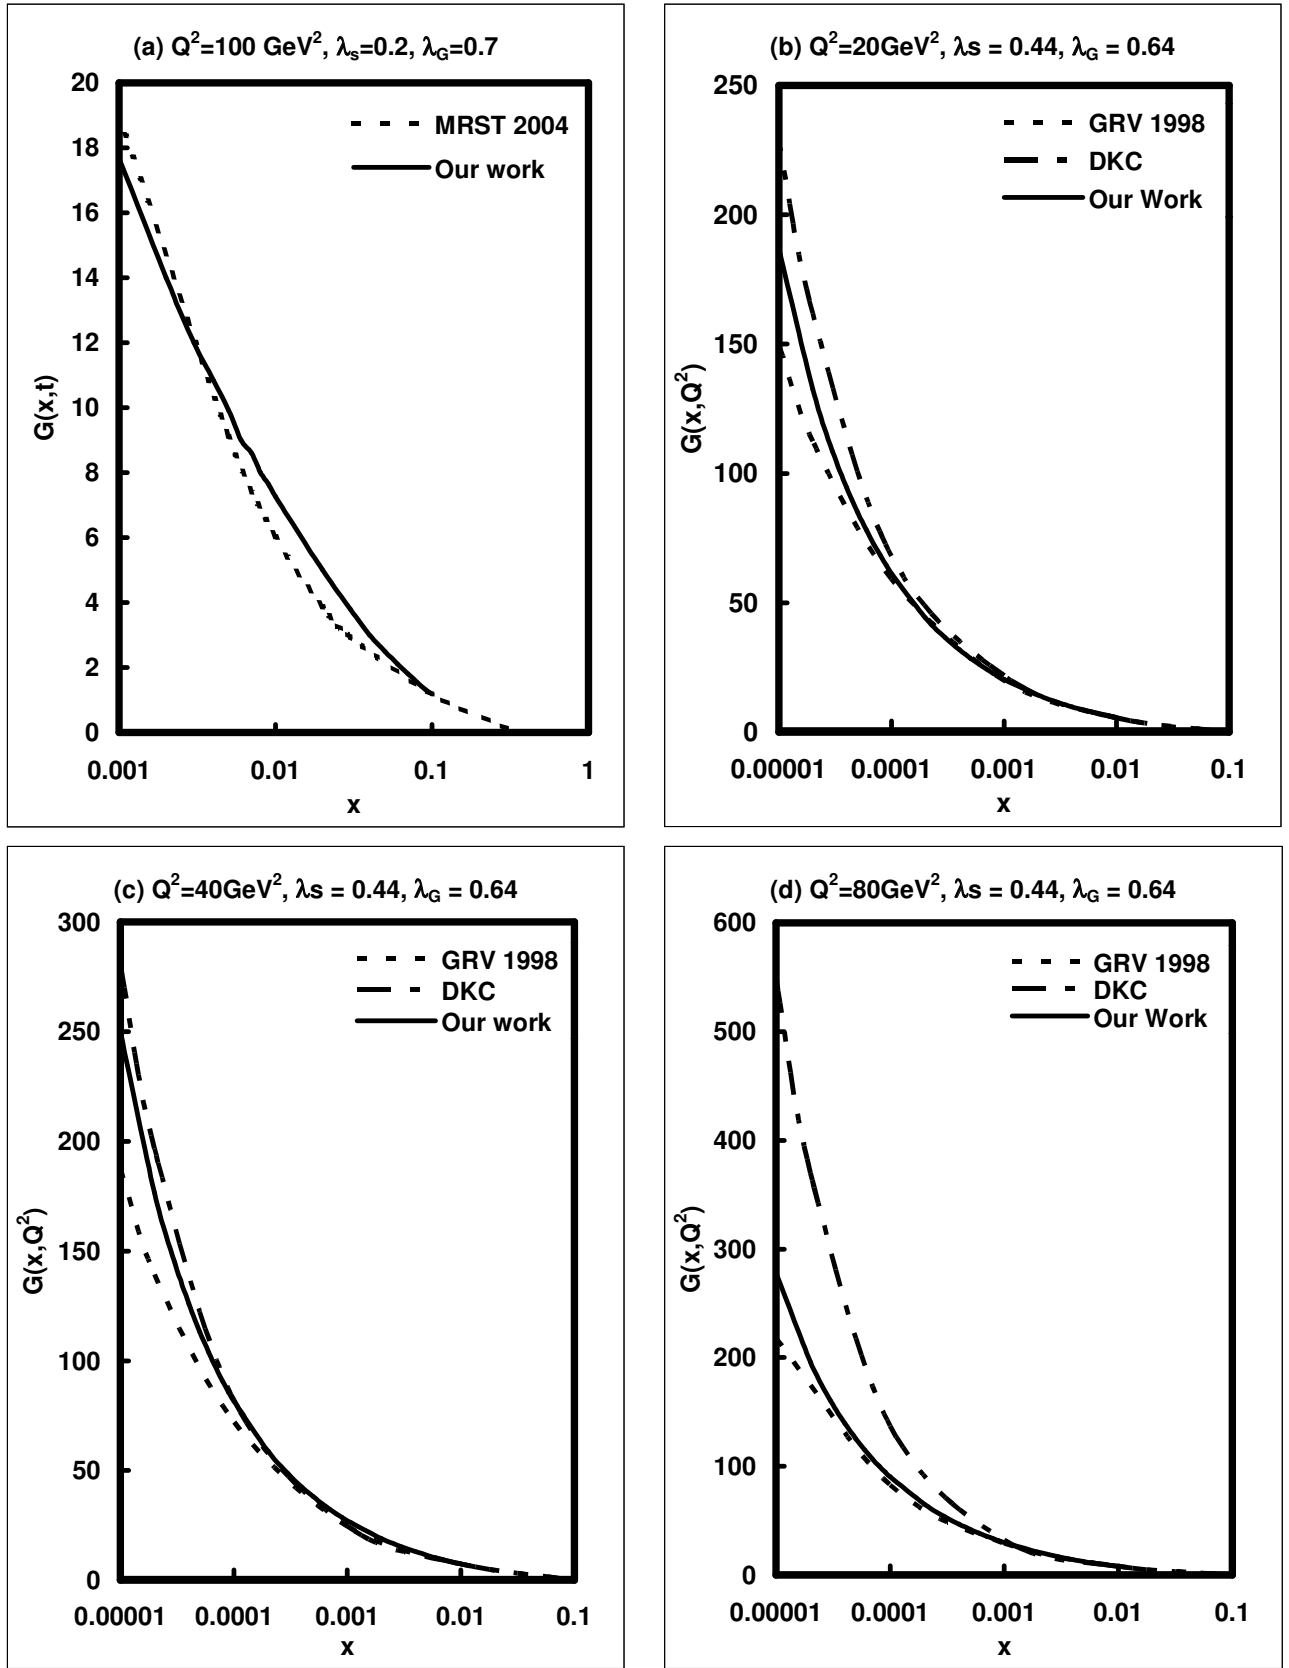 (a) Q²=100 GeV², λs=0.2, λG=0.7
20
18
16
14
12
10
8
6
4
2
0
G(x,t)
MRST 2004
Our work
0.001 0.01 0.1 1
x
(b) Q²=20GeV², λs = 0.44, λG = 0.64
250
200
150
100
50
0
G(x,Q²)
GRV 1998
DKC
Our Work
0.00001 0.0001 0.001 0.01 0.1
x
(c) Q²=40GeV², λs = 0.44, λG = 0.64
300
250
200
150
100
50
0
G(x,Q²)
GRV 1998
DKC
Our work
0.00001 0.0001 0.001 0.01 0.1
x
(d) Q²=80GeV², λs = 0.44, λG = 0.64
600
500
400
300
200
100
0
G(x,Q²)
GRV 1998
DKC
Our Work
0.00001 0.0001 0.001 0.01 0.1
x